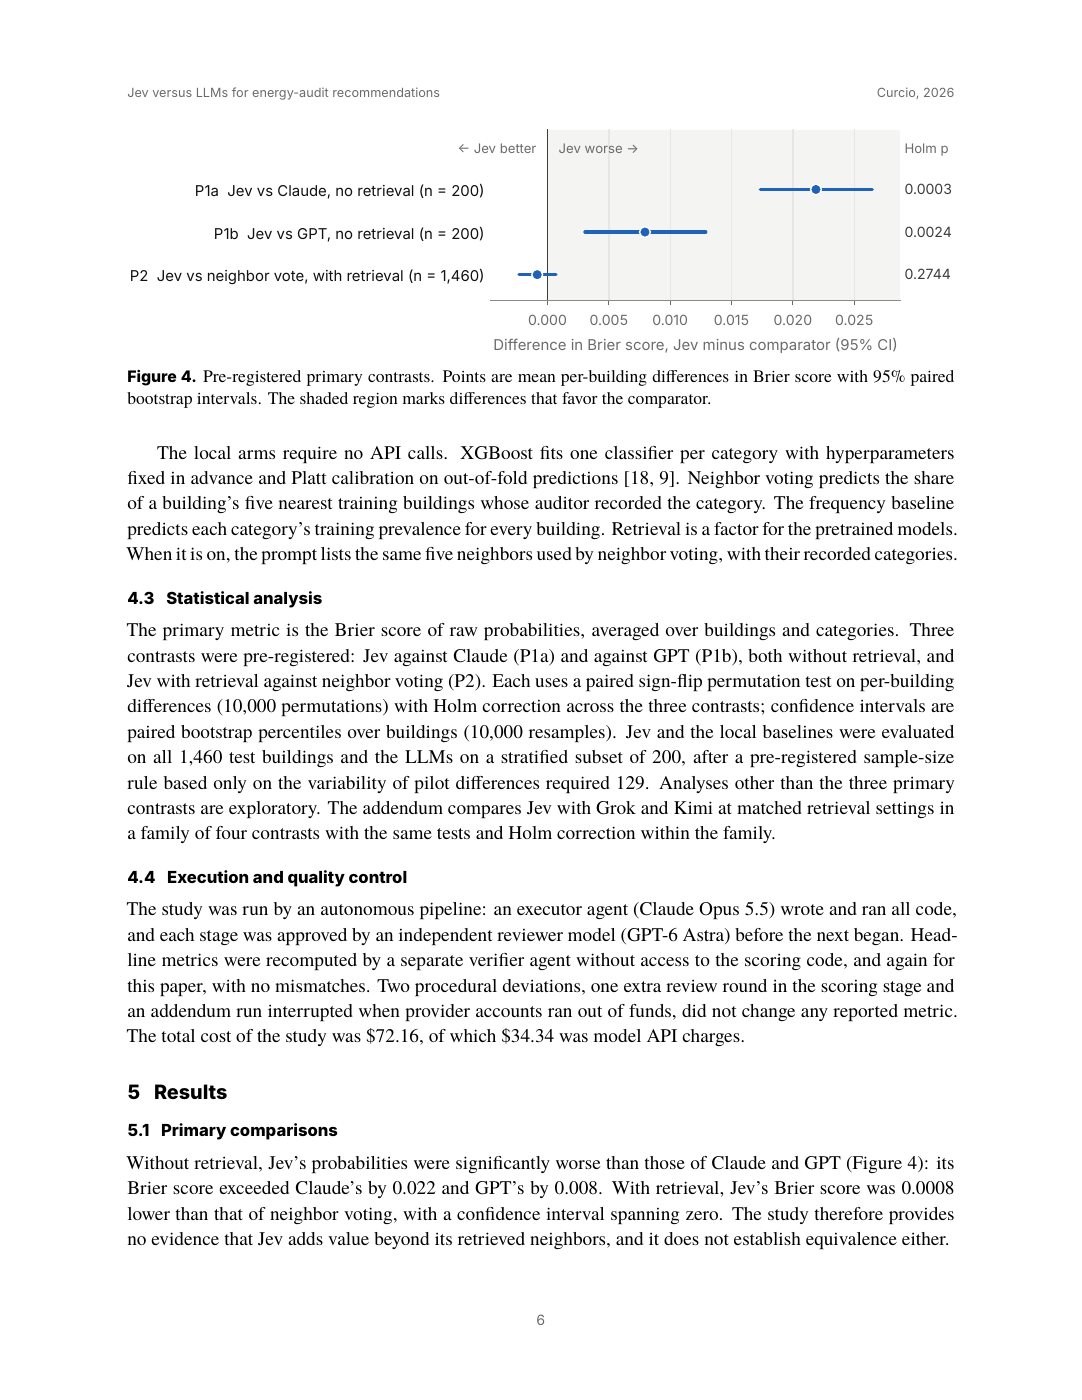 Jev versus LLMs for energy-audit recommendations
Curcio, 2026
← Jev better
Jev worse →
Holm p
P1a Jev vs Claude, no retrieval (n = 200)
0.0003
P1b Jev vs GPT, no retrieval (n = 200)
0.0024
P2 Jev vs neighbor vote, with retrieval (n = 1,460)
0.2744
0.000 0.005 0.010 0.015 0.020 0.025
Difference in Brier score, Jev minus comparator (95% CI)
Figure 4. Pre-registered primary contrasts. Points are mean per-building differences in Brier score with 95% paired
bootstrap intervals. The shaded region marks differences that favor the comparator.
The local arms require no API calls. XGBoost fits one classifier per category with hyperparameters
fixed in advance and Platt calibration on out-of-fold predictions [18, 9]. Neighbor voting predicts the share
of a building's five nearest training buildings whose auditor recorded the category. The frequency baseline
predicts each category's training prevalence for every building. Retrieval is a factor for the pretrained models.
When it is on, the prompt lists the same five neighbors used by neighbor voting, with their recorded categories.
4.3 Statistical analysis
The primary metric is the Brier score of raw probabilities, averaged over buildings and categories. Three
contrasts were pre-registered: Jev against Claude (P1a) and against GPT (P1b), both without retrieval, and
Jev with retrieval against neighbor voting (P2). Each uses a paired sign-flip permutation test on per-building
differences (10,000 permutations) with Holm correction across the three contrasts; confidence intervals are
paired bootstrap percentiles over buildings (10,000 resamples). Jev and the local baselines were evaluated
on all 1,460 test buildings and the LLMs on a stratified subset of 200, after a pre-registered sample-size
rule based only on the variability of pilot differences required 129. Analyses other than the three primary
contrasts are exploratory. The addendum compares Jev with Grok and Kimi at matched retrieval settings in
a family of four contrasts with the same tests and Holm correction within the family.
4.4 Execution and quality control
The study was run by an autonomous pipeline: an executor agent (Claude Opus 5.5) wrote and ran all code,
and each stage was approved by an independent reviewer model (GPT-6 Astra) before the next began. Head-
line metrics were recomputed by a separate verifier agent without access to the scoring code, and again for
this paper, with no mismatches. Two procedural deviations, one extra review round in the scoring stage and
an addendum run interrupted when provider accounts ran out of funds, did not change any reported metric.
The total cost of the study was $72.16, of which $34.34 was model API charges.
5 Results
5.1 Primary comparisons
Without retrieval, Jev's probabilities were significantly worse than those of Claude and GPT (Figure 4): its
Brier score exceeded Claude's by 0.022 and GPT's by 0.008. With retrieval, Jev's Brier score was 0.0008
lower than that of neighbor voting, with a confidence interval spanning zero. The study therefore provides
no evidence that Jev adds value beyond its retrieved neighbors, and it does not establish equivalence either.
6